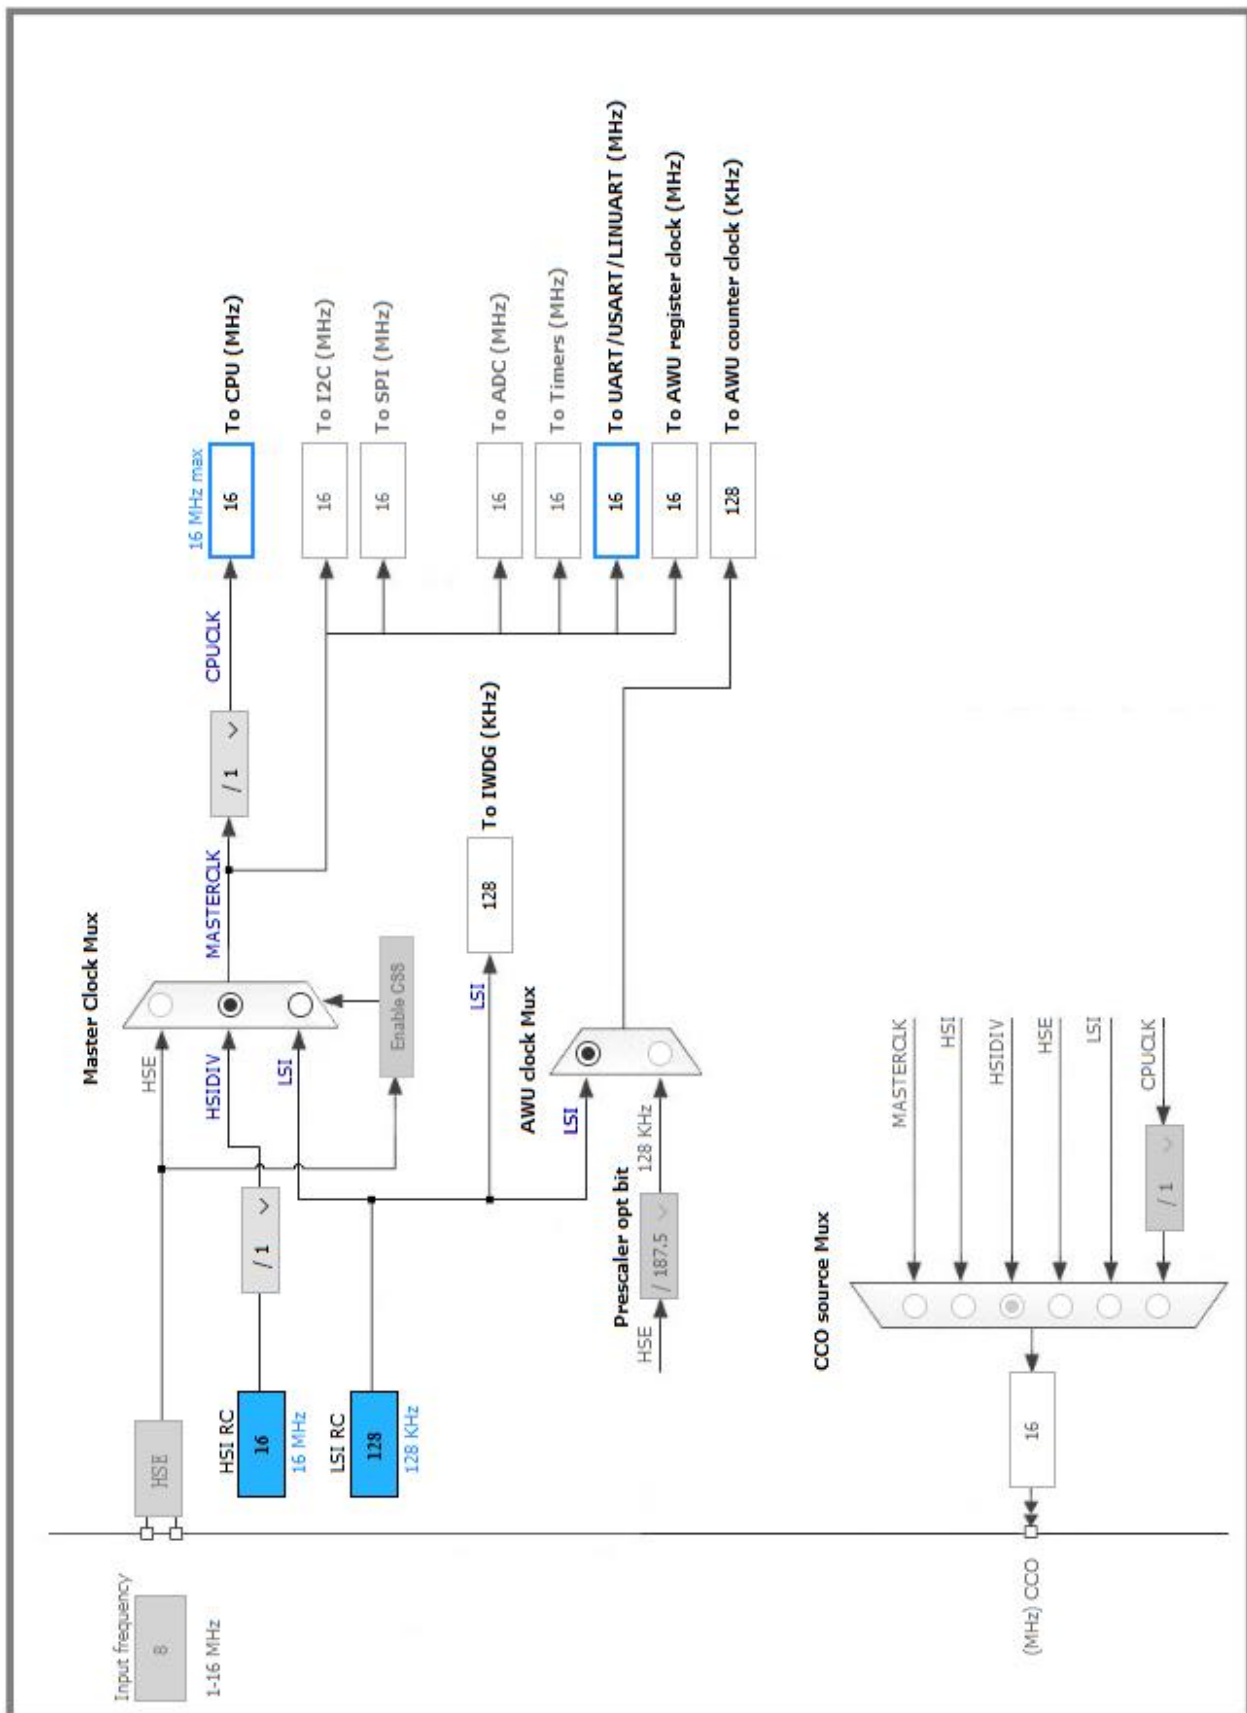 Input frequency
8
1-16 MHz
HSE
HSI RC
16
16 MHz
LSI RC
128
128 KHz
/ 1
HSE
HSIDIV
LSI
Master Clock Mux
Enable CSS
MASTERCLK
/ 1
CPUCLK
16 MHz max
16
To CPU (MHz)
16
To I2C (MHz)
16
To SPI (MHz)
16
To ADC (MHz)
16
To Timers (MHz)
16
To UART/USART/LINUART (MHz)
16
To AWU register clock (MHz)
128
To AWU counter clock (KHz)
LSI
128
To IWDG (KHz)
AWU clock Mux
LSI
Prescaler opt bit
HSE
/ 187.5
128 KHz
CCO source Mux
MASTERCLK
HSI
HSIDIV
HSE
LSI
CPUCLK
/ 1
16
(MHz) CCO